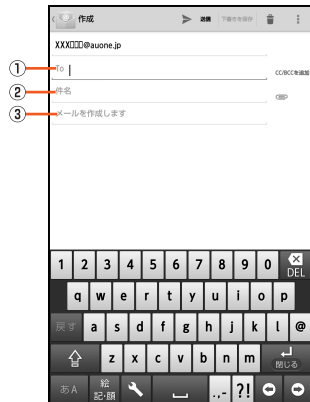 作成 送信 下書きを保存
XXX□□□@auone.jp
① To CC/BCCを追加
② 件名
③ メールを作成します
1 2 3 4 5 6 7 8 9 0 DEL
q w e r t y u i o p
戻す a s d f g h j k l @
z x c v b n m 閉じる
あA 絵記・顔 .,- ?!